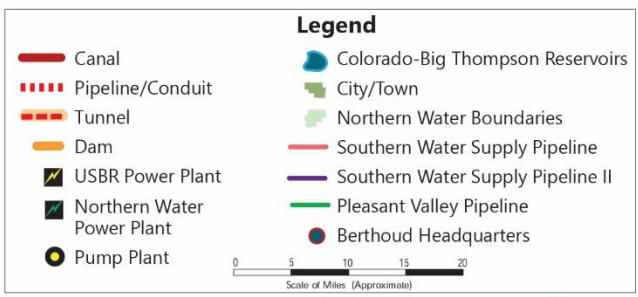 Legend
Canal
Pipeline/Conduit
Tunnel
Dam
USBR Power Plant
Northern Water
Power Plant
Pump Plant
Colorado-Big Thompson Reservoirs
City/Town
Northern Water Boundaries
Southern Water Supply Pipeline
Southern Water Supply Pipeline II
Pleasant Valley Pipeline
Berthoud Headquarters
0 5 10 15 20
Scale of Miles (Approximate)